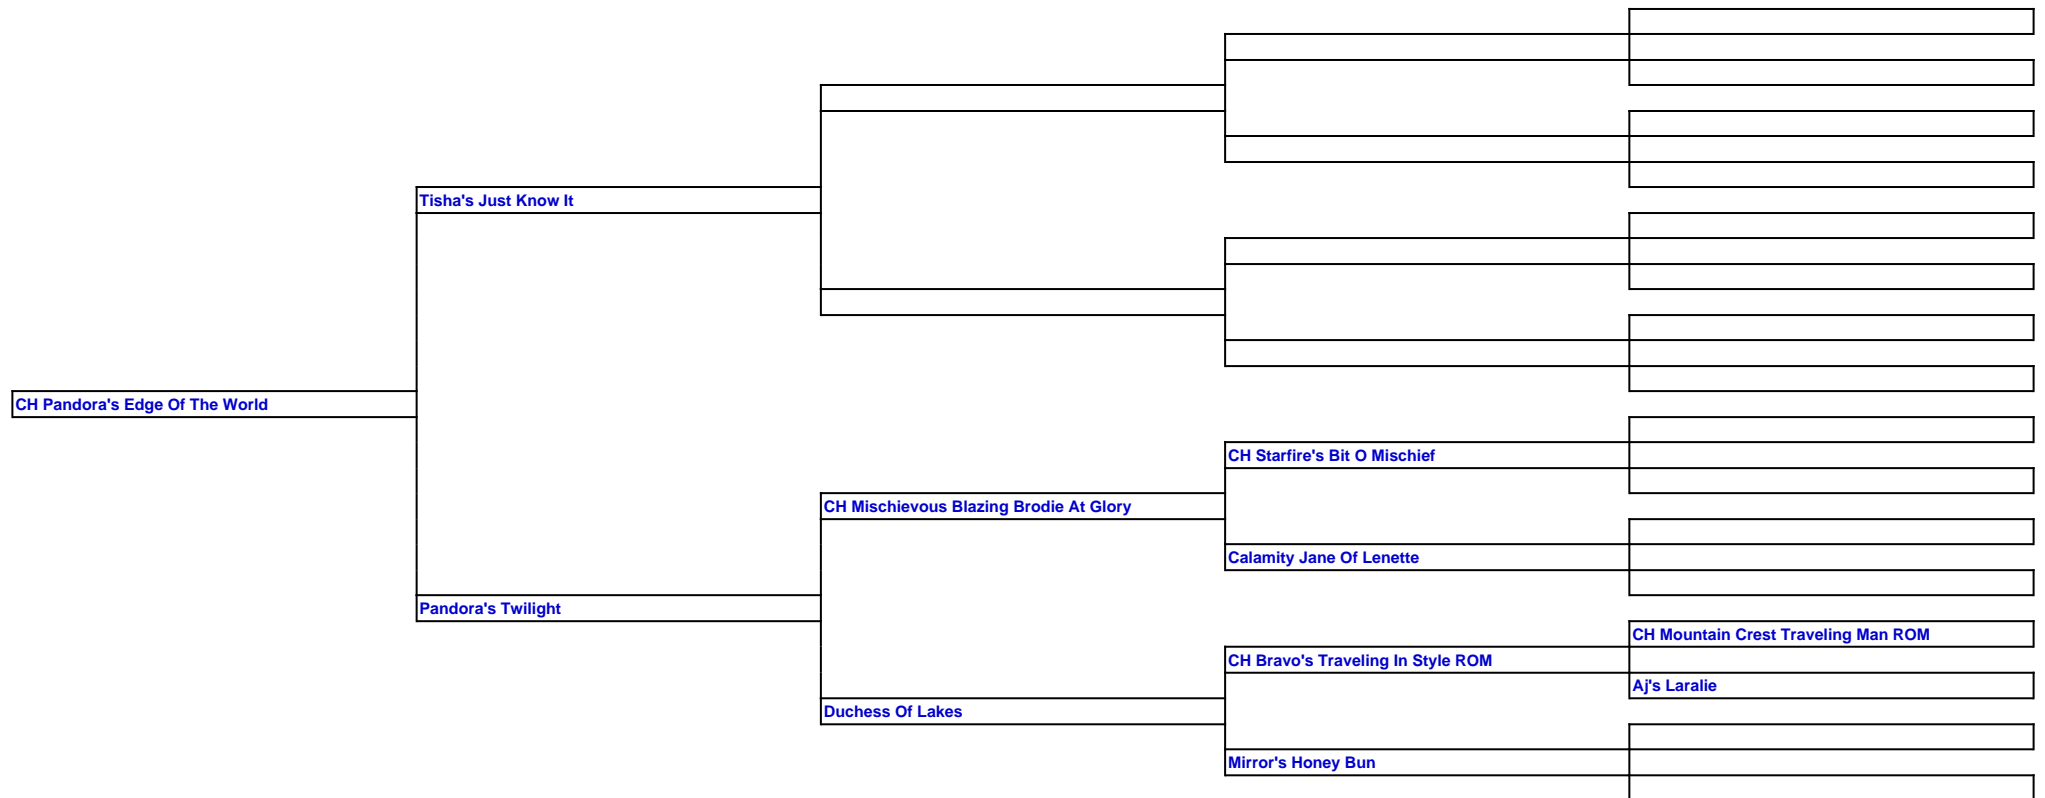 Tisha's Just Know It
CH Pandora's Edge Of The World
CH Starfire's Bit O Mischief
CH Mischievous Blazing Brodie At Glory
Calamity Jane Of Lenette
Pandora's Twilight
CH Mountain Crest Traveling Man ROM
CH Bravo's Traveling In Style ROM
Aj's Laralie
Duchess Of Lakes
Mirror's Honey Bun